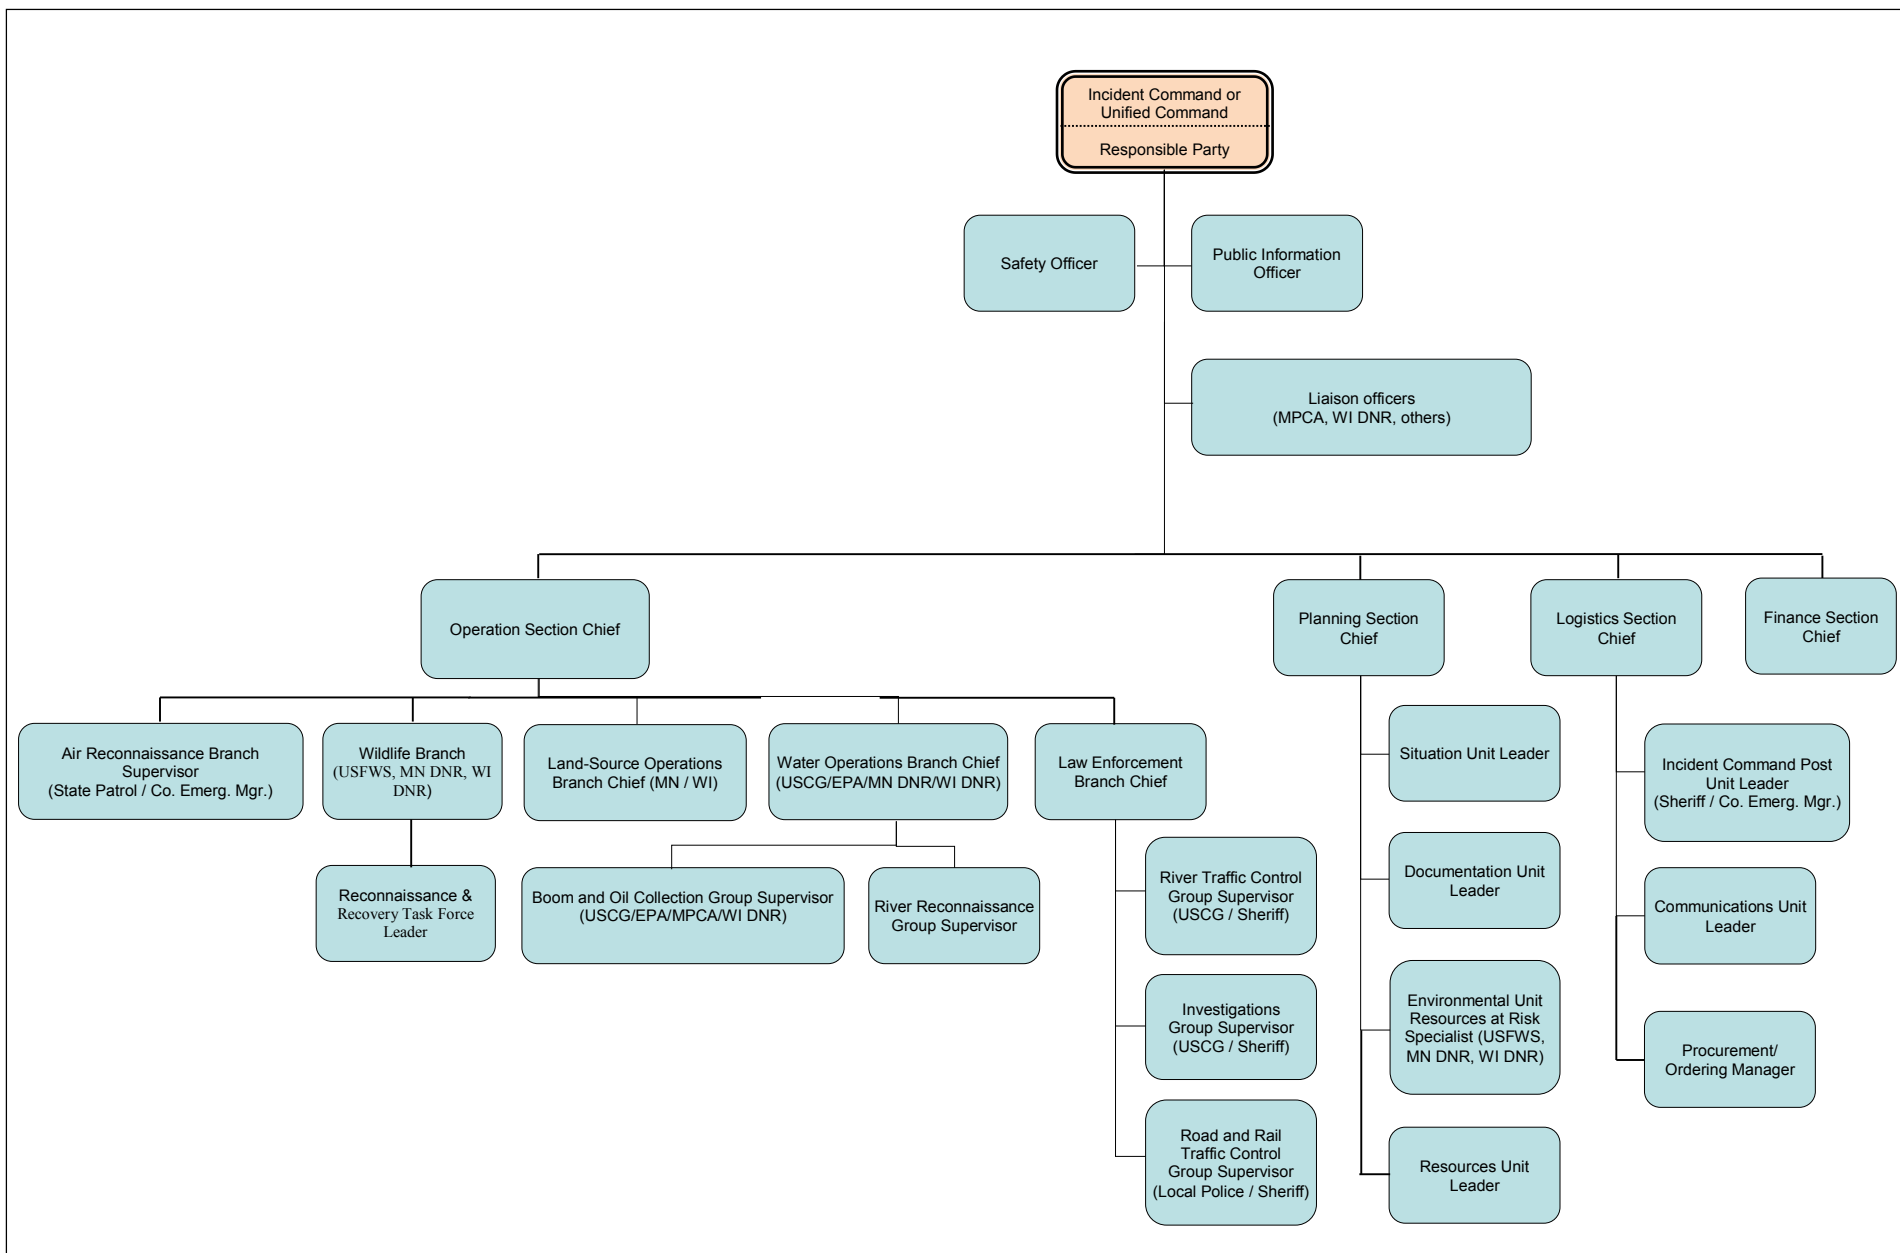 Incident Command or
Unified Command
Responsible Party
Safety Officer
Public Information
Officer
Liaison officers
(MPCA, WI DNR, others)
Operation Section Chief
Planning Section
Chief
Logistics Section
Chief
Finance Section
Chief
Air Reconnaissance Branch
Supervisor
(State Patrol / Co. Emerg. Mgr.)
Wildlife Branch
(USFWS, MN DNR, WI
DNR)
Land-Source Operations
Branch Chief (MN / WI)
Water Operations Branch Chief
(USCG/EPA/MN DNR/WI DNR)
Law Enforcement
Branch Chief
Reconnaissance &
Recovery Task Force
Leader
Boom and Oil Collection Group Supervisor
(USCG/EPA/MPCA/WI DNR)
River Reconnaissance
Group Supervisor
River Traffic Control
Group Supervisor
(USCG / Sheriff)
Investigations
Group Supervisor
(USCG / Sheriff)
Road and Rail
Traffic Control
Group Supervisor
(Local Police / Sheriff)
Situation Unit Leader
Documentation Unit
Leader
Environmental Unit
Resources at Risk
Specialist (USFWS,
MN DNR, WI DNR)
Resources Unit
Leader
Incident Command Post
Unit Leader
(Sheriff / Co. Emerg. Mgr.)
Communications Unit
Leader
Procurement/
Ordering Manager